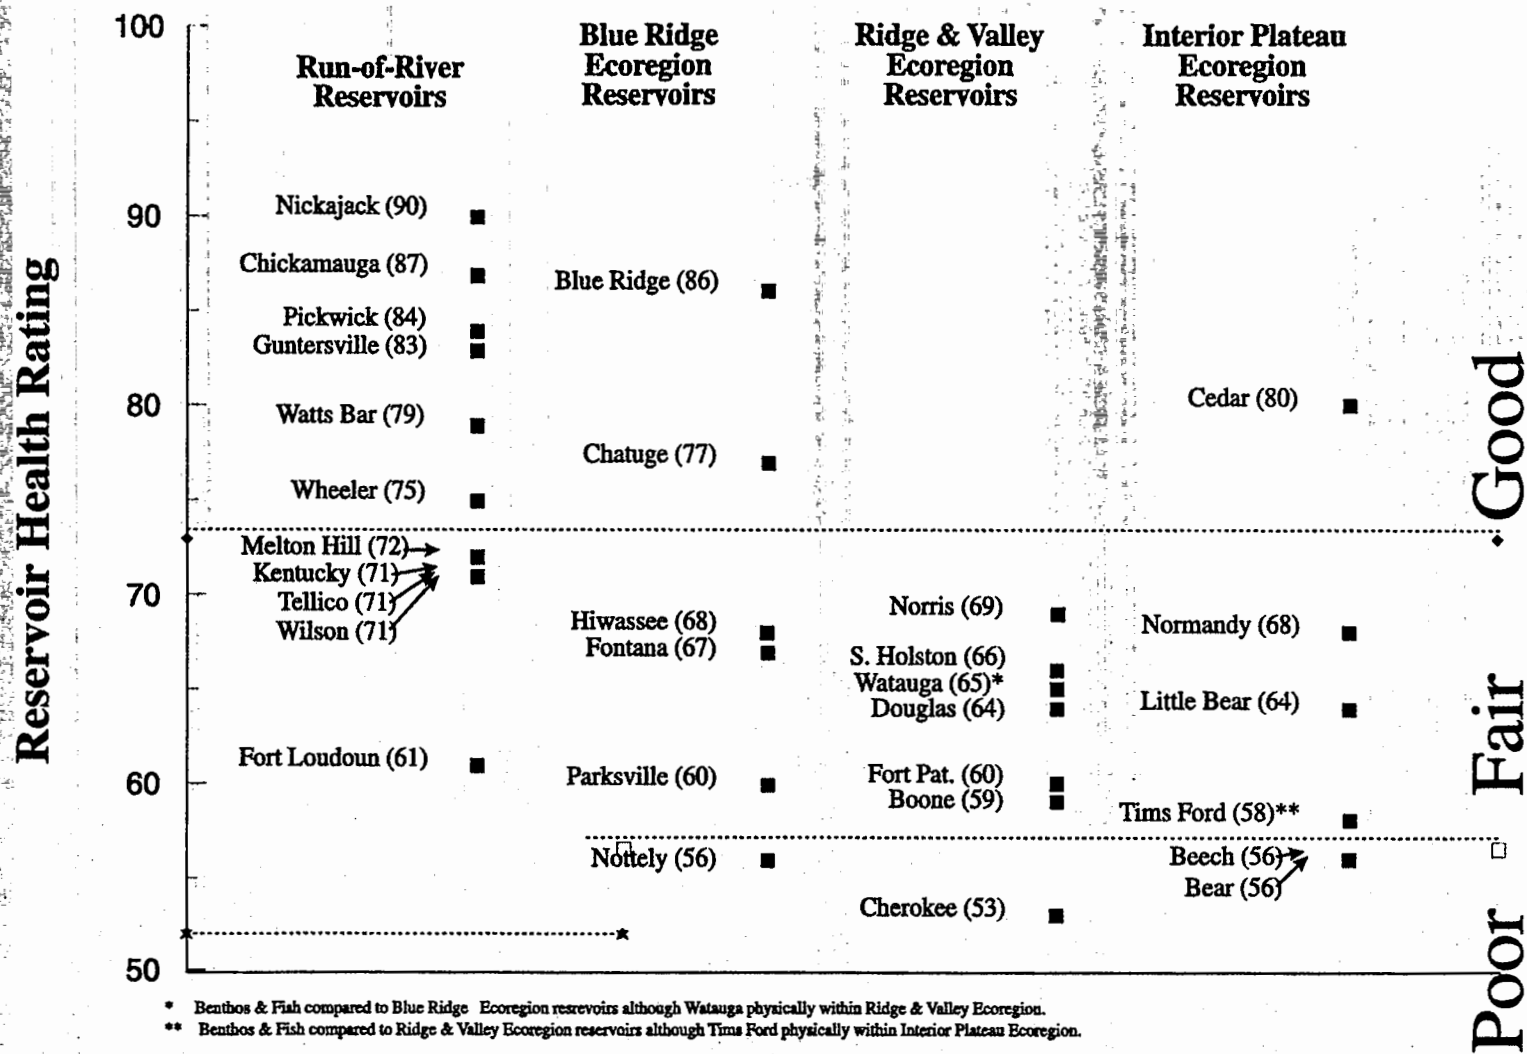 Reservoir Health Rating
100
90
80
70
60
50
Run-of-River
Reservoirs
Nickajack (90)
Chickamauga (87)
Pickwick (84)
Guntersville (83)
Watts Bar (79)
Wheeler (75)
Melton Hill (72)
Kentucky (71)
Tellico (71)
Wilson (71)
Fort Loudoun (61)
Blue Ridge
Ecoregion
Reservoirs
Blue Ridge (86)
Chatuge (77)
Hiwassee (68)
Fontana (67)
Parksville (60)
Nottely (56)
Ridge & Valley
Ecoregion
Reservoirs
Norris (69)
S. Holston (66)
Watauga (65)*
Douglas (64)
Fort Pat. (60)
Boone (59)
Cherokee (53)
Interior Plateau
Ecoregion
Reservoirs
Cedar (80)
Normandy (68)
Little Bear (64)
Tims Ford (58)**
Beech (56)
Bear (56)
Good
Fair
Poor
* Benthos & Fish compared to Blue Ridge Ecoregion resrevoirs although Watauga physically within Ridge & Valley Ecoregion.
** Benthos & Fish compared to Ridge & Valley Ecoregion reservoirs although Tims Ford physically within Interior Plateau Ecoregion.